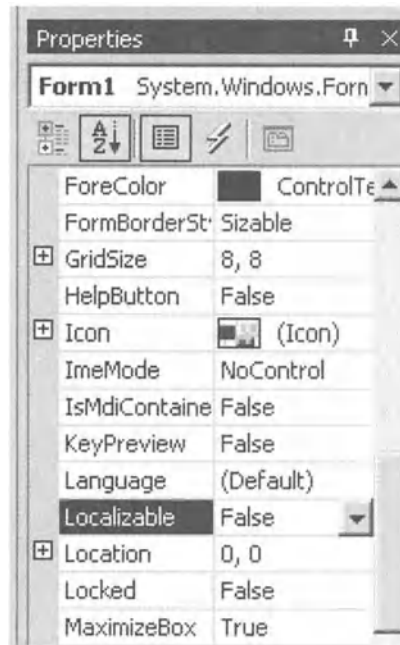 Properties
Form1 System.Windows.Forn
A
Z
ForeColor ControlTe
FormBorderSt Sizable
GridSize 8, 8
HelpButton False
Icon (Icon)
ImeMode NoControl
IsMdiContaine False
KeyPreview False
Language (Default)
Localizable False
Location 0, 0
Locked False
MaximizeBox True